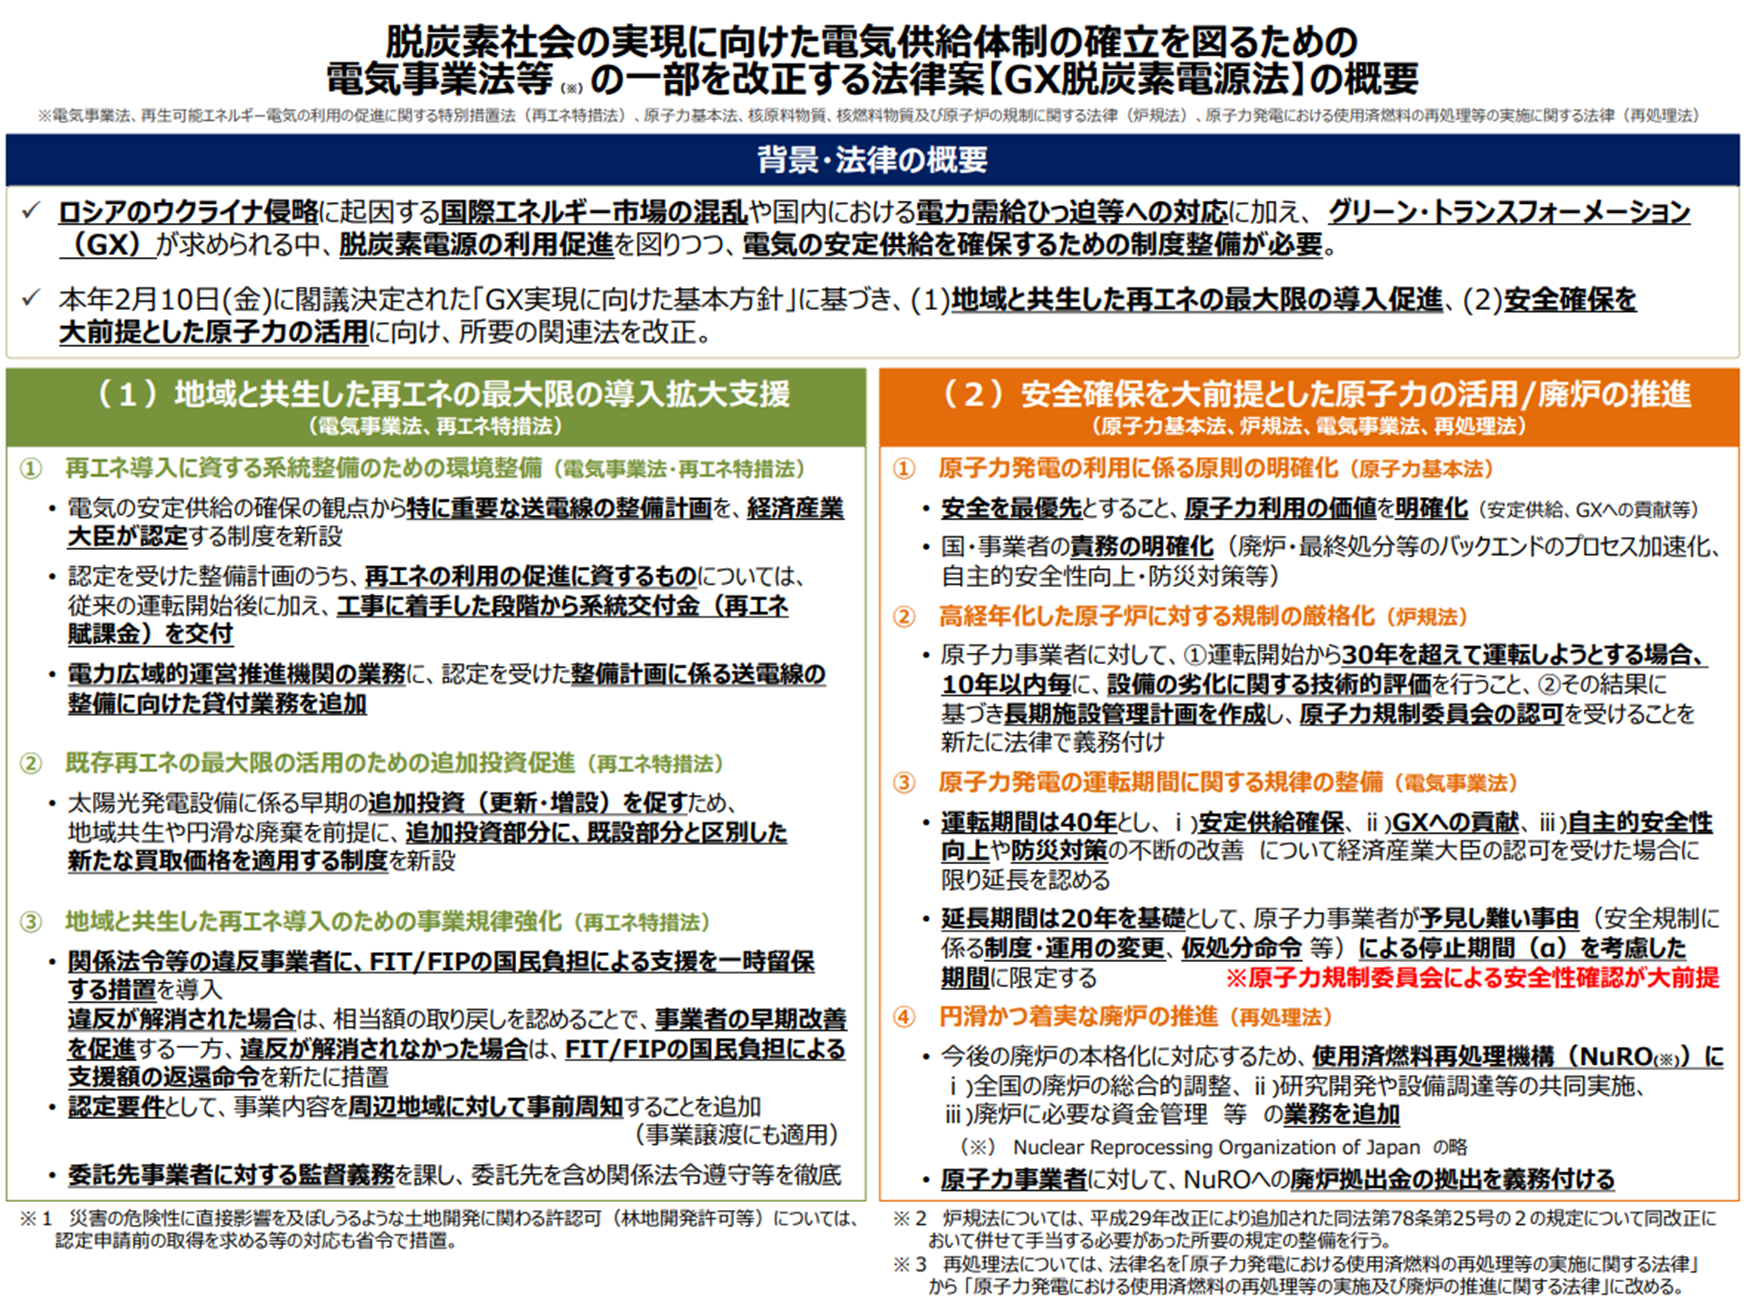 脱炭素社会の実現に向けた電気供給体制の確立を図るための
電気事業法等(※)の一部を改正する法律案【GX脱炭素電源法】の概要
※電気事業法、再生可能エネルギー電気の利用の促進に関する特別措置法（再エネ特措法）、原子力基本法、核原料物質、核燃料物質及び原子炉の規制に関する法律（炉規法）、原子力発電における使用済燃料の再処理等の実施に関する法律（再処理法）
背景・法律の概要
✓ ロシアのウクライナ侵略に起因する国際エネルギー市場の混乱や国内における電力需給ひっ迫等への対応に加え、グリーン・トランスフォーメーション
（GX）が求められる中、脱炭素電源の利用促進を図りつつ、電気の安定供給を確保するための制度整備が必要。
✓ 本年2月10日(金)に閣議決定された「GX実現に向けた基本方針」に基づき、(1)地域と共生した再エネの最大限の導入促進、(2)安全確保を
大前提とした原子力の活用に向け、所要の関連法を改正。
（１）地域と共生した再エネの最大限の導入拡大支援
（電気事業法、再エネ特措法）
① 再エネ導入に資する系統整備のための環境整備（電気事業法・再エネ特措法）
• 電気の安定供給の確保の観点から特に重要な送電線の整備計画を、経済産業
大臣が認定する制度を新設
• 認定を受けた整備計画のうち、再エネの利用の促進に資するものについては、
従来の運転開始後に加え、工事に着手した段階から系統交付金（再エネ
賦課金）を交付
• 電力広域的運営推進機関の業務に、認定を受けた整備計画に係る送電線の
整備に向けた貸付業務を追加
② 既存再エネの最大限の活用のための追加投資促進（再エネ特措法）
• 太陽光発電設備に係る早期の追加投資（更新・増設）を促すため、
地域共生や円滑な廃棄を前提に、追加投資部分に、既設部分と区別した
新たな買取価格を適用する制度を新設
③ 地域と共生した再エネ導入のための事業規律強化（再エネ特措法）
• 関係法令等の違反事業者に、FIT/FIPの国民負担による支援を一時留保
する措置を導入
違反が解消された場合は、相当額の取り戻しを認めることで、事業者の早期改善
を促進する一方、違反が解消されなかった場合は、FIT/FIPの国民負担による
支援額の返還命令を新たに措置
• 認定要件として、事業内容を周辺地域に対して事前周知することを追加
（事業譲渡にも適用）
• 委託先事業者に対する監督義務を課し、委託先を含め関係法令遵守等を徹底
※１ 災害の危険性に直接影響を及ぼしうるような土地開発に関わる許認可（林地開発許可等）については、
認定申請前の取得を求める等の対応も省令で措置。
（２）安全確保を大前提とした原子力の活用/廃炉の推進
（原子力基本法、炉規法、電気事業法、再処理法）
① 原子力発電の利用に係る原則の明確化（原子力基本法）
• 安全を最優先とすること、原子力利用の価値を明確化（安定供給、GXへの貢献等）
• 国・事業者の責務の明確化（廃炉・最終処分等のバックエンドのプロセス加速化、
自主的安全性向上・防災対策等）
② 高経年化した原子炉に対する規制の厳格化（炉規法）
• 原子力事業者に対して、①運転開始から30年を超えて運転しようとする場合、
10年以内毎に、設備の劣化に関する技術的評価を行うこと、②その結果に
基づき長期施設管理計画を作成し、原子力規制委員会の認可を受けることを
新たに法律で義務付け
③ 原子力発電の運転期間に関する規律の整備（電気事業法）
• 運転期間は40年とし、ⅰ)安定供給確保、ⅱ)GXへの貢献、ⅲ)自主的安全性
向上や防災対策の不断の改善 について経済産業大臣の認可を受けた場合に
限り延長を認める
• 延長期間は20年を基礎として、原子力事業者が予見し難い事由（安全規制に
係る制度・運用の変更、仮処分命令 等）による停止期間（α）を考慮した
期間に限定する ※原子力規制委員会による安全性確認が大前提
④ 円滑かつ着実な廃炉の推進（再処理法）
• 今後の廃炉の本格化に対応するため、使用済燃料再処理機構（NuRO(※)）に
ⅰ)全国の廃炉の総合的調整、ⅱ)研究開発や設備調達等の共同実施、
ⅲ)廃炉に必要な資金管理 等 の業務を追加
（※） Nuclear Reprocessing Organization of Japan の略
• 原子力事業者に対して、NuROへの廃炉拠出金の拠出を義務付ける
※２ 炉規法については、平成29年改正により追加された同法第78条第25号の２の規定について同改正に
おいて併せて手当する必要があった所要の規定の整備を行う。
※３ 再処理法については、法律名を「原子力発電における使用済燃料の再処理等の実施に関する法律」
から「原子力発電における使用済燃料の再処理等の実施及び廃炉の推進に関する法律」に改める。